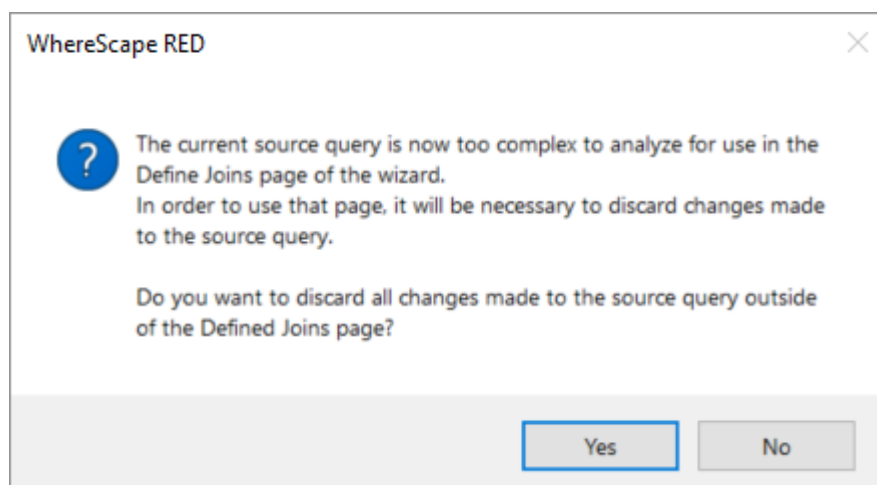 WhereScape RED
The current source query is now too complex to analyze for use in the
Define Joins page of the wizard.
In order to use that page, it will be necessary to discard changes made
to the source query.
Do you want to discard all changes made to the source query outside
of the Defined Joins page?
Yes
No